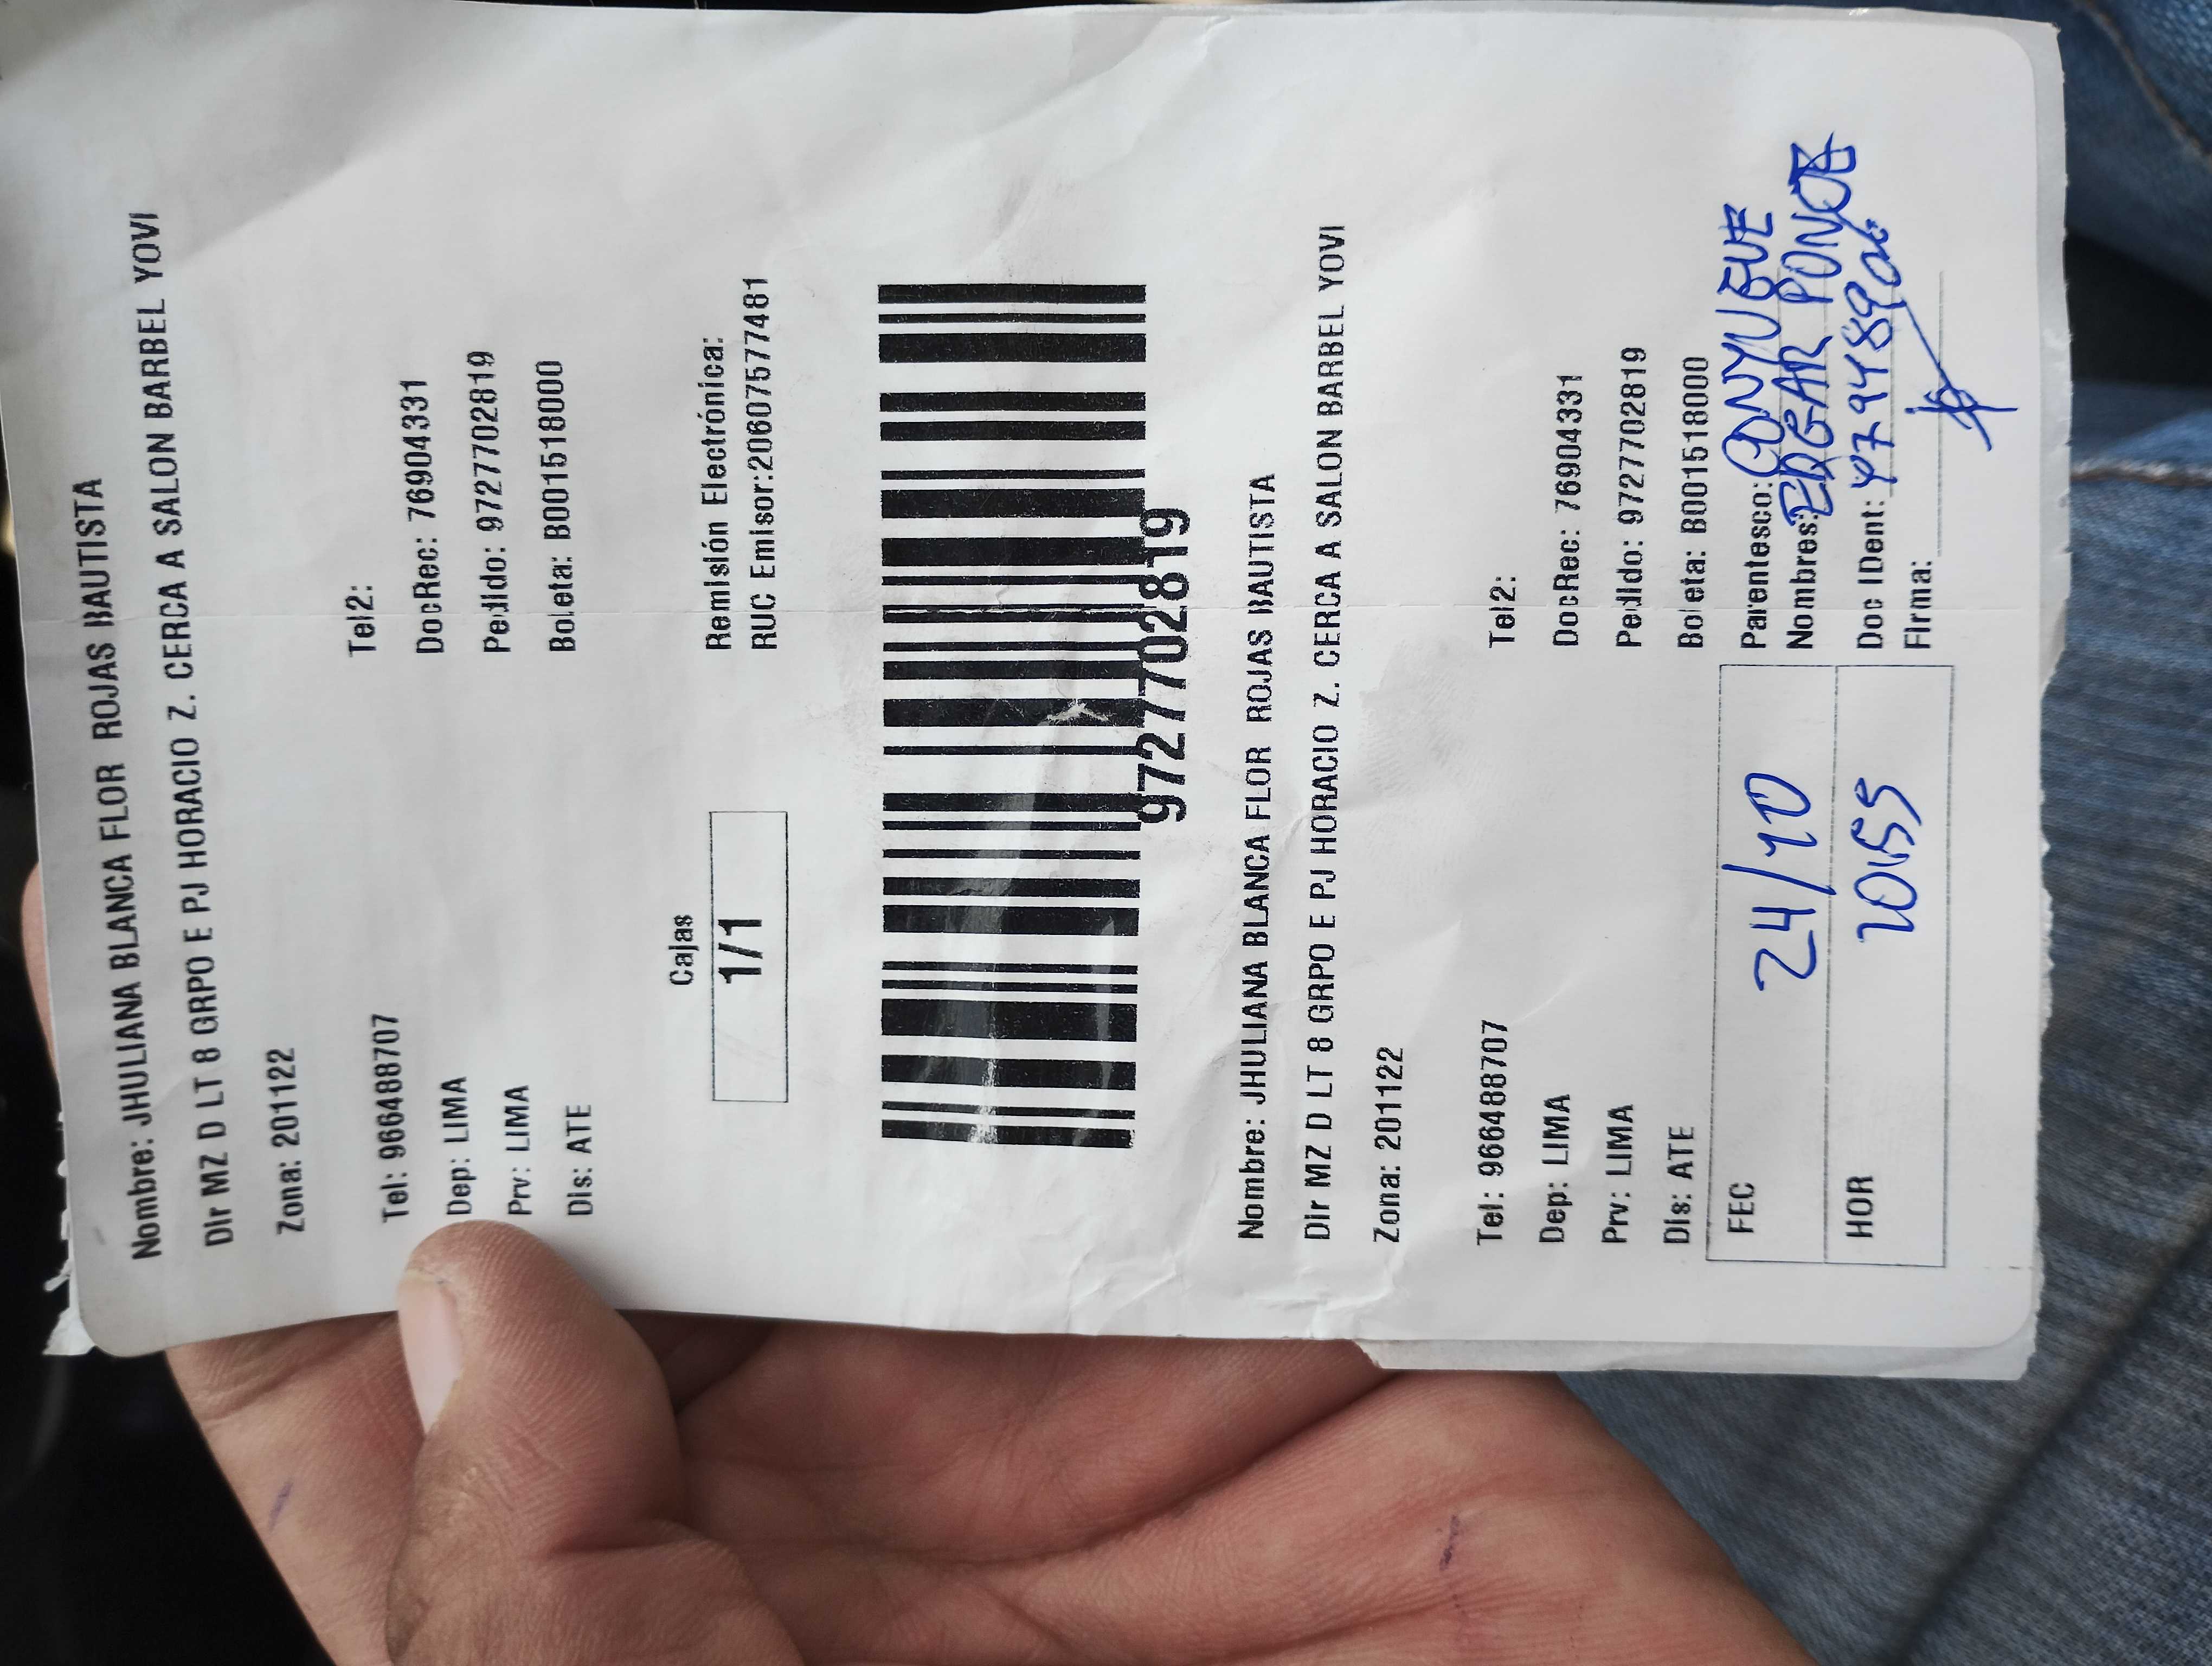 Nombre: JHULIANA BLANCA FLOR ROJAS BAUTISTA
Dir MZ D LT 8 GRPO E PJ HORACIO Z. CERCA A SALON BARBEL YOVI
Zona: 201122
Tel: 966488707 Tel2:
Dep: LIMA DocRec: 76904331
Prv: LIMA Pedido: 9727702819
Dis: ATE Boleta: B001518000
Cajas
1/1
Remisión Electrónica:
RUC Emisor:20607577481
9727702819
Nombre: JHULIANA BLANCA FLOR ROJAS BAUTISTA
Dir MZ D LT 8 GRPO E PJ HORACIO Z. CERCA A SALON BARBEL YOVI
Zona: 201122
Tel: 966488707 Tel2:
Dep: LIMA DocRec: 76904331
Prv: LIMA Pedido: 9727702819
Dis: ATE Boleta: B001518000
FEC 24/10
HOR 1055
Parentesco: CONYUGUE
Nombres: EDGAR PONCE
Doc IDent:
Firma: